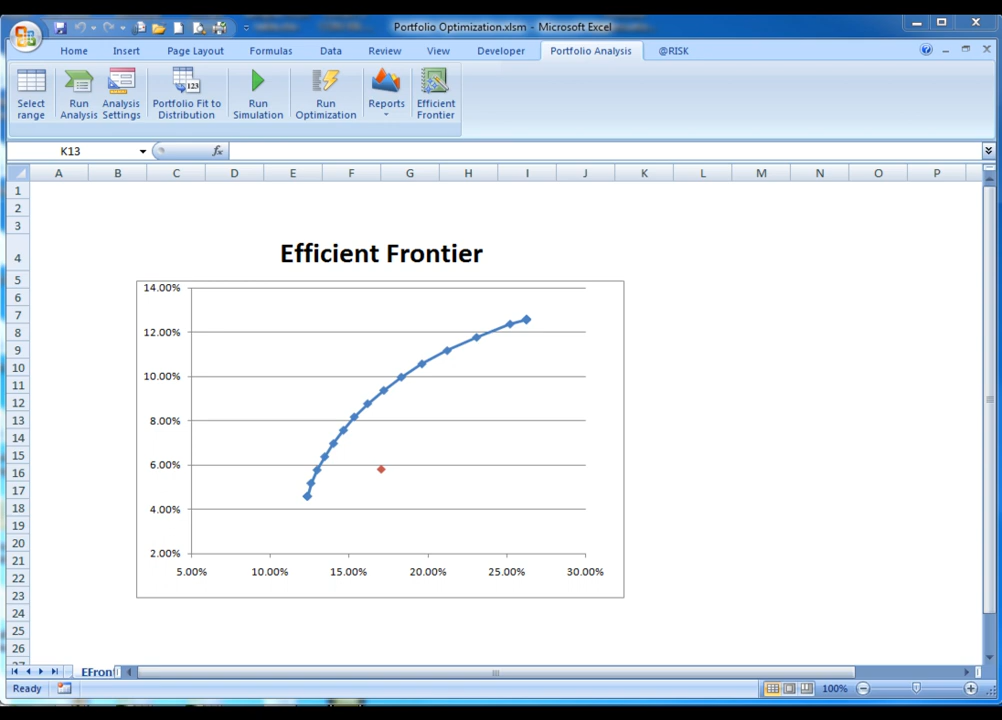 Portfolio Optimization.xlsm - Microsoft Excel
Home Insert Page Layout Formulas Data Review View Developer Portfolio Analysis @RISK
Select range
Run Analysis
Analysis Settings
Portfolio Fit to Distribution
Run Simulation
Run Optimization
Reports
Efficient Frontier
K13 fx
A B C D E F G H I J K L M N O P
1
2
3
4
Efficient Frontier
5
6
7
8
9
10
11
12
13
14
15
16
17
18
19
20
21
22
23
24
25
26
14.00%
12.00%
10.00%
8.00%
6.00%
4.00%
2.00%
5.00% 10.00% 15.00% 20.00% 25.00% 30.00%
EFront
Ready 100%